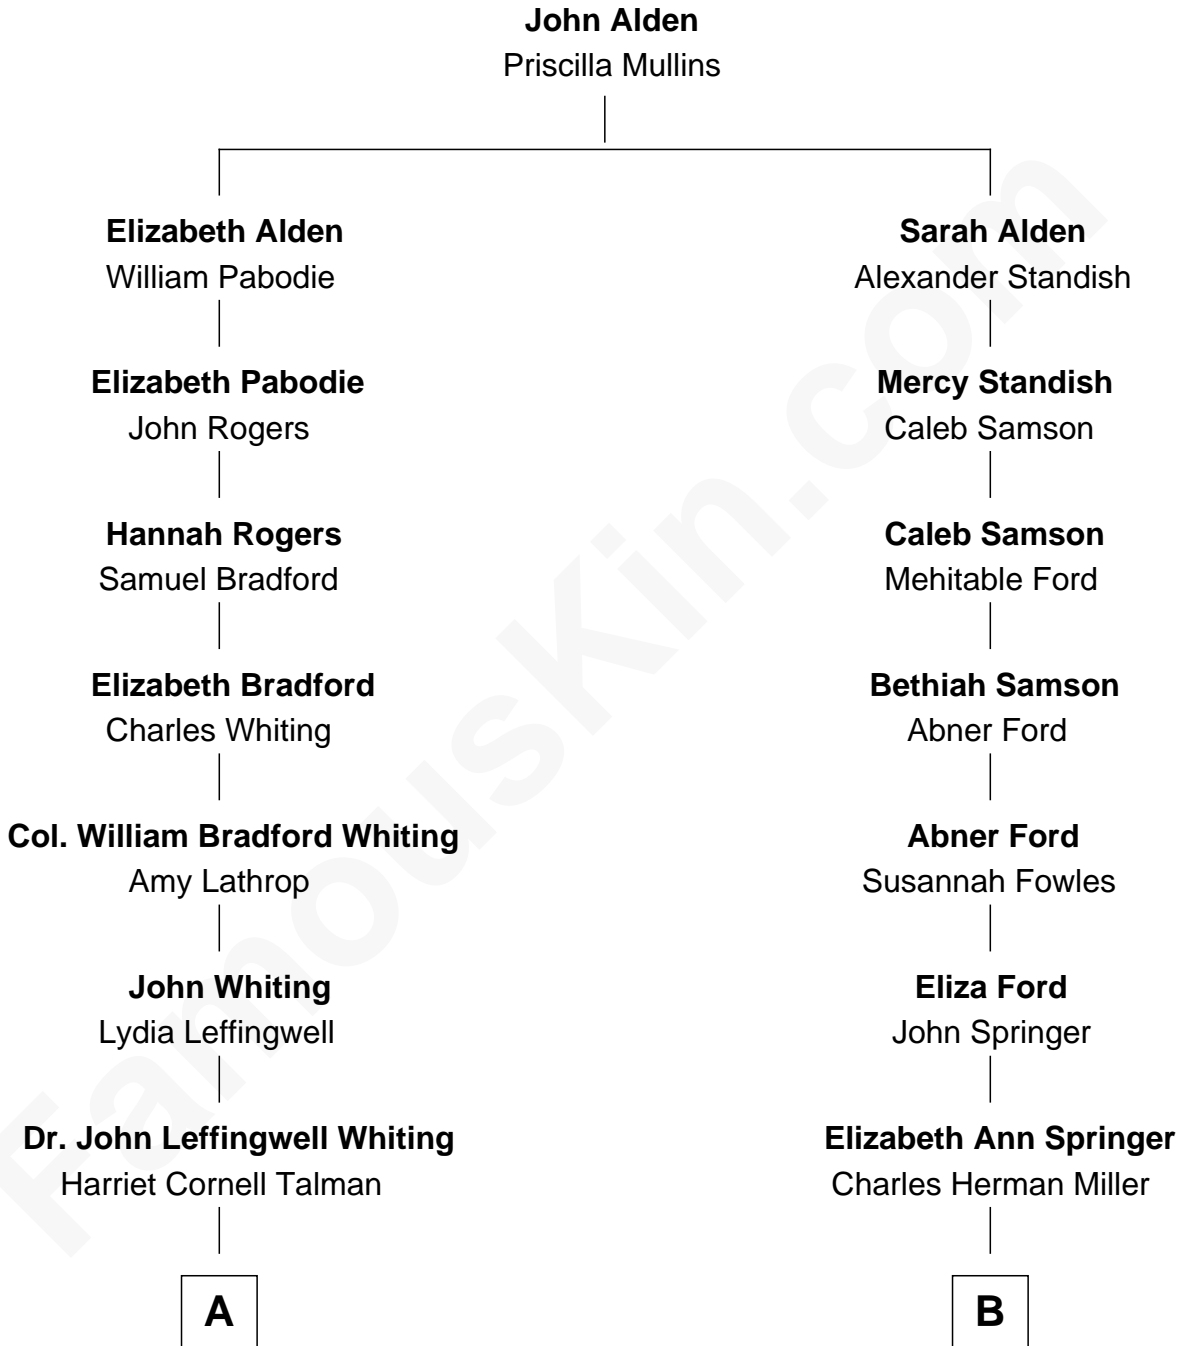 John Alden
Priscilla Mullins
Elizabeth Alden
William Pabodie
Sarah Alden
Alexander Standish
Elizabeth Pabodie
John Rogers
Mercy Standish
Caleb Samson
Hannah Rogers
Samuel Bradford
Caleb Samson
Mehitable Ford
Elizabeth Bradford
Charles Whiting
Bethiah Samson
Abner Ford
Col. William Bradford Whiting
Amy Lathrop
Abner Ford
Susannah Fowles
John Whiting
Lydia Leffingwell
Eliza Ford
John Springer
Dr. John Leffingwell Whiting
Harriet Cornell Talman
Elizabeth Ann Springer
Charles Herman Miller
A
B
FamousKin.com